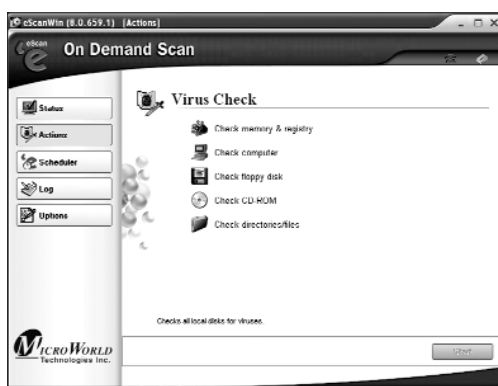 eScanWin (8.0.659.1) [Actions]
eScan
On Demand Scan
Status
Actions
Scheduler
Log
Options
Virus Check
Check memory & registry
Check computer
Check floppy disk
Check CD-ROM
Check directories/files
Checks all local disks for viruses.
MICROWORLD
Technologies Inc.
Start